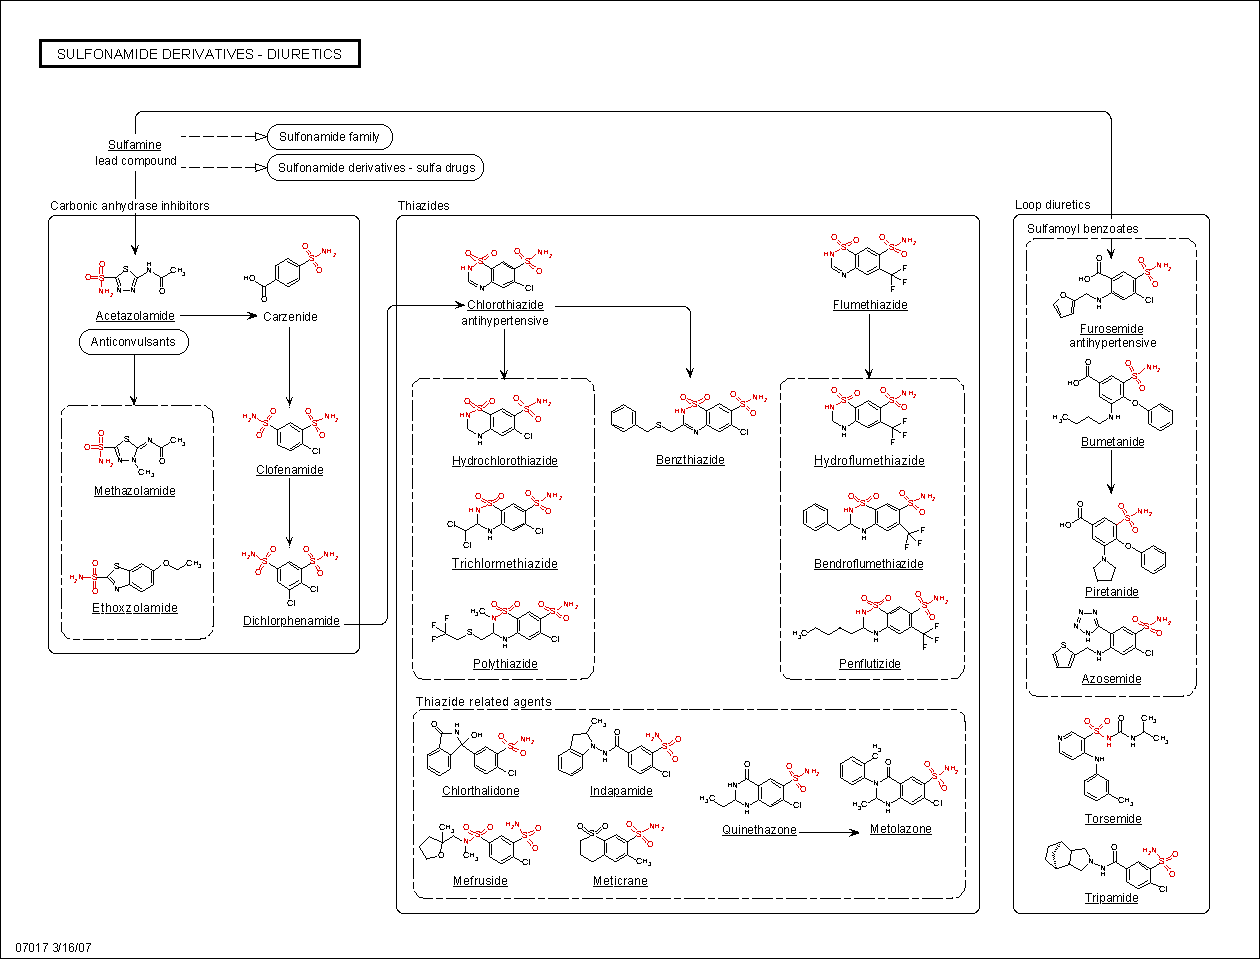 SULFONAMIDE DERIVATIVES - DIURETICS
Sulfamine
lead compound
Sulfonamide family
Sulfonamide derivatives - sulfa drugs
Carbonic anhydrase inhibitors
Acetazolamide
Carzenide
Anticonvulsants
Methazolamide
Ethoxzolamide
Clofenamide
Dichlorphenamide
Thiazides
Chlorothiazide
antihypertensive
Flumethiazide
Hydrochlorothiazide
Trichlormethiazide
Polythiazide
Benzthiazide
Hydroflumethiazide
Bendroflumethiazide
Penflutizide
Thiazide related agents
Chlorthalidone
Indapamide
Quinethazone
Metolazone
Mefruside
Meticrane
Loop diuretics
Sulfamoyl benzoates
Furosemide
antihypertensive
Bumetanide
Piretanide
Azosemide
Torsemide
Tripamide
07017 3/16/07